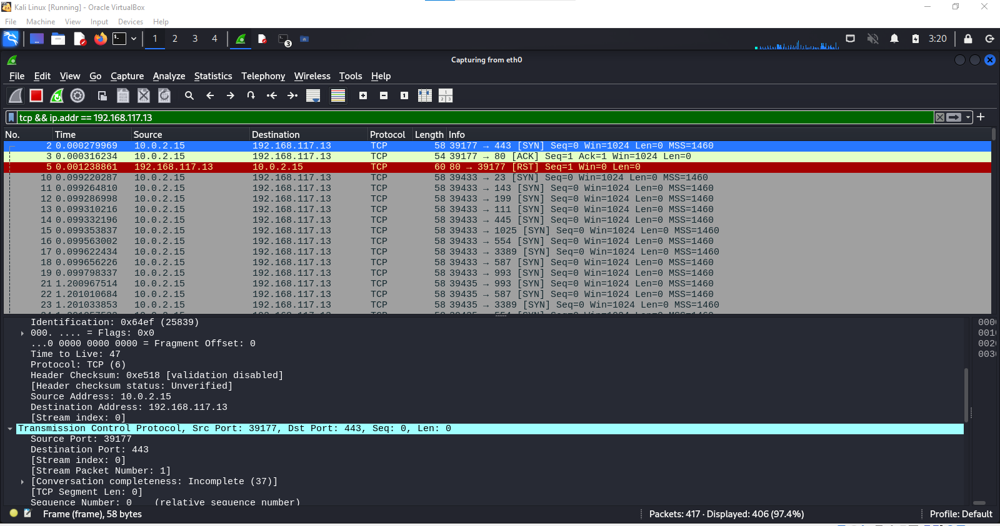 Kali Linux [Running] - Oracle VirtualBox
File Machine View Input Devices Help
1 2 3 4 3 3:20
Capturing from eth0
File Edit View Go Capture Analyze Statistics Telephony Wireless Tools Help
tcp && ip.addr == 192.168.117.13
No. Time Source Destination Protocol Length Info
2 0.000279969 10.0.2.15 192.168.117.13 TCP 58 39177 → 443 [SYN] Seq=0 Win=1024 Len=0 MSS=1460
3 0.000316234 10.0.2.15 192.168.117.13 TCP 54 39177 → 80 [ACK] Seq=1 Ack=1 Win=1024 Len=0
5 0.001238861 192.168.117.13 10.0.2.15 TCP 60 80 → 39177 [RST] Seq=1 Win=0 Len=0
10 0.099220287 10.0.2.15 192.168.117.13 TCP 58 39433 → 23 [SYN] Seq=0 Win=1024 Len=0 MSS=1460
11 0.099264810 10.0.2.15 192.168.117.13 TCP 58 39433 → 143 [SYN] Seq=0 Win=1024 Len=0 MSS=1460
12 0.099286998 10.0.2.15 192.168.117.13 TCP 58 39433 → 199 [SYN] Seq=0 Win=1024 Len=0 MSS=1460
13 0.099310216 10.0.2.15 192.168.117.13 TCP 58 39433 → 111 [SYN] Seq=0 Win=1024 Len=0 MSS=1460
14 0.099332196 10.0.2.15 192.168.117.13 TCP 58 39433 → 445 [SYN] Seq=0 Win=1024 Len=0 MSS=1460
15 0.099353837 10.0.2.15 192.168.117.13 TCP 58 39433 → 1025 [SYN] Seq=0 Win=1024 Len=0 MSS=1460
16 0.099563002 10.0.2.15 192.168.117.13 TCP 58 39433 → 554 [SYN] Seq=0 Win=1024 Len=0 MSS=1460
17 0.099622434 10.0.2.15 192.168.117.13 TCP 58 39433 → 3389 [SYN] Seq=0 Win=1024 Len=0 MSS=1460
18 0.099656226 10.0.2.15 192.168.117.13 TCP 58 39433 → 587 [SYN] Seq=0 Win=1024 Len=0 MSS=1460
19 0.099798337 10.0.2.15 192.168.117.13 TCP 58 39433 → 993 [SYN] Seq=0 Win=1024 Len=0 MSS=1460
21 1.200967514 10.0.2.15 192.168.117.13 TCP 58 39435 → 993 [SYN] Seq=0 Win=1024 Len=0 MSS=1460
22 1.201010684 10.0.2.15 192.168.117.13 TCP 58 39435 → 587 [SYN] Seq=0 Win=1024 Len=0 MSS=1460
23 1.201033853 10.0.2.15 192.168.117.13 TCP 58 39435 → 3389 [SYN] Seq=0 Win=1024 Len=0 MSS=1460
Identification: 0x64ef (25839)
000. .... = Flags: 0x0
...0 0000 0000 0000 = Fragment Offset: 0
Time to Live: 47
Protocol: TCP (6)
Header Checksum: 0xe518 [validation disabled]
[Header checksum status: Unverified]
Source Address: 10.0.2.15
Destination Address: 192.168.117.13
[Stream index: 0]
Transmission Control Protocol, Src Port: 39177, Dst Port: 443, Seq: 0, Len: 0
Source Port: 39177
Destination Port: 443
[Stream index: 0]
[Stream Packet Number: 1]
[Conversation completeness: Incomplete (37)]
[TCP Segment Len: 0]
Sequence Number: 0 (relative sequence number)
Frame (frame), 58 bytes Packets: 417 · Displayed: 406 (97.4%) Profile: Default